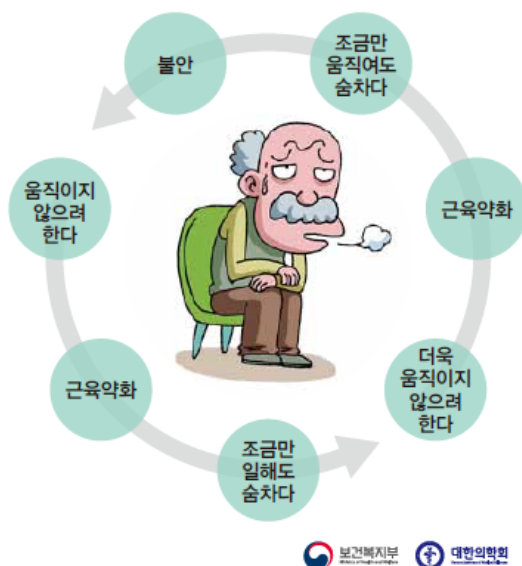 불안
조금만
움직여도
숨차다
움직이지
않으려
한다
근육약화
근육약화
더욱
움직이지
않으려
한다
조금만
일해도
숨차다
보건복지부
대한의학회